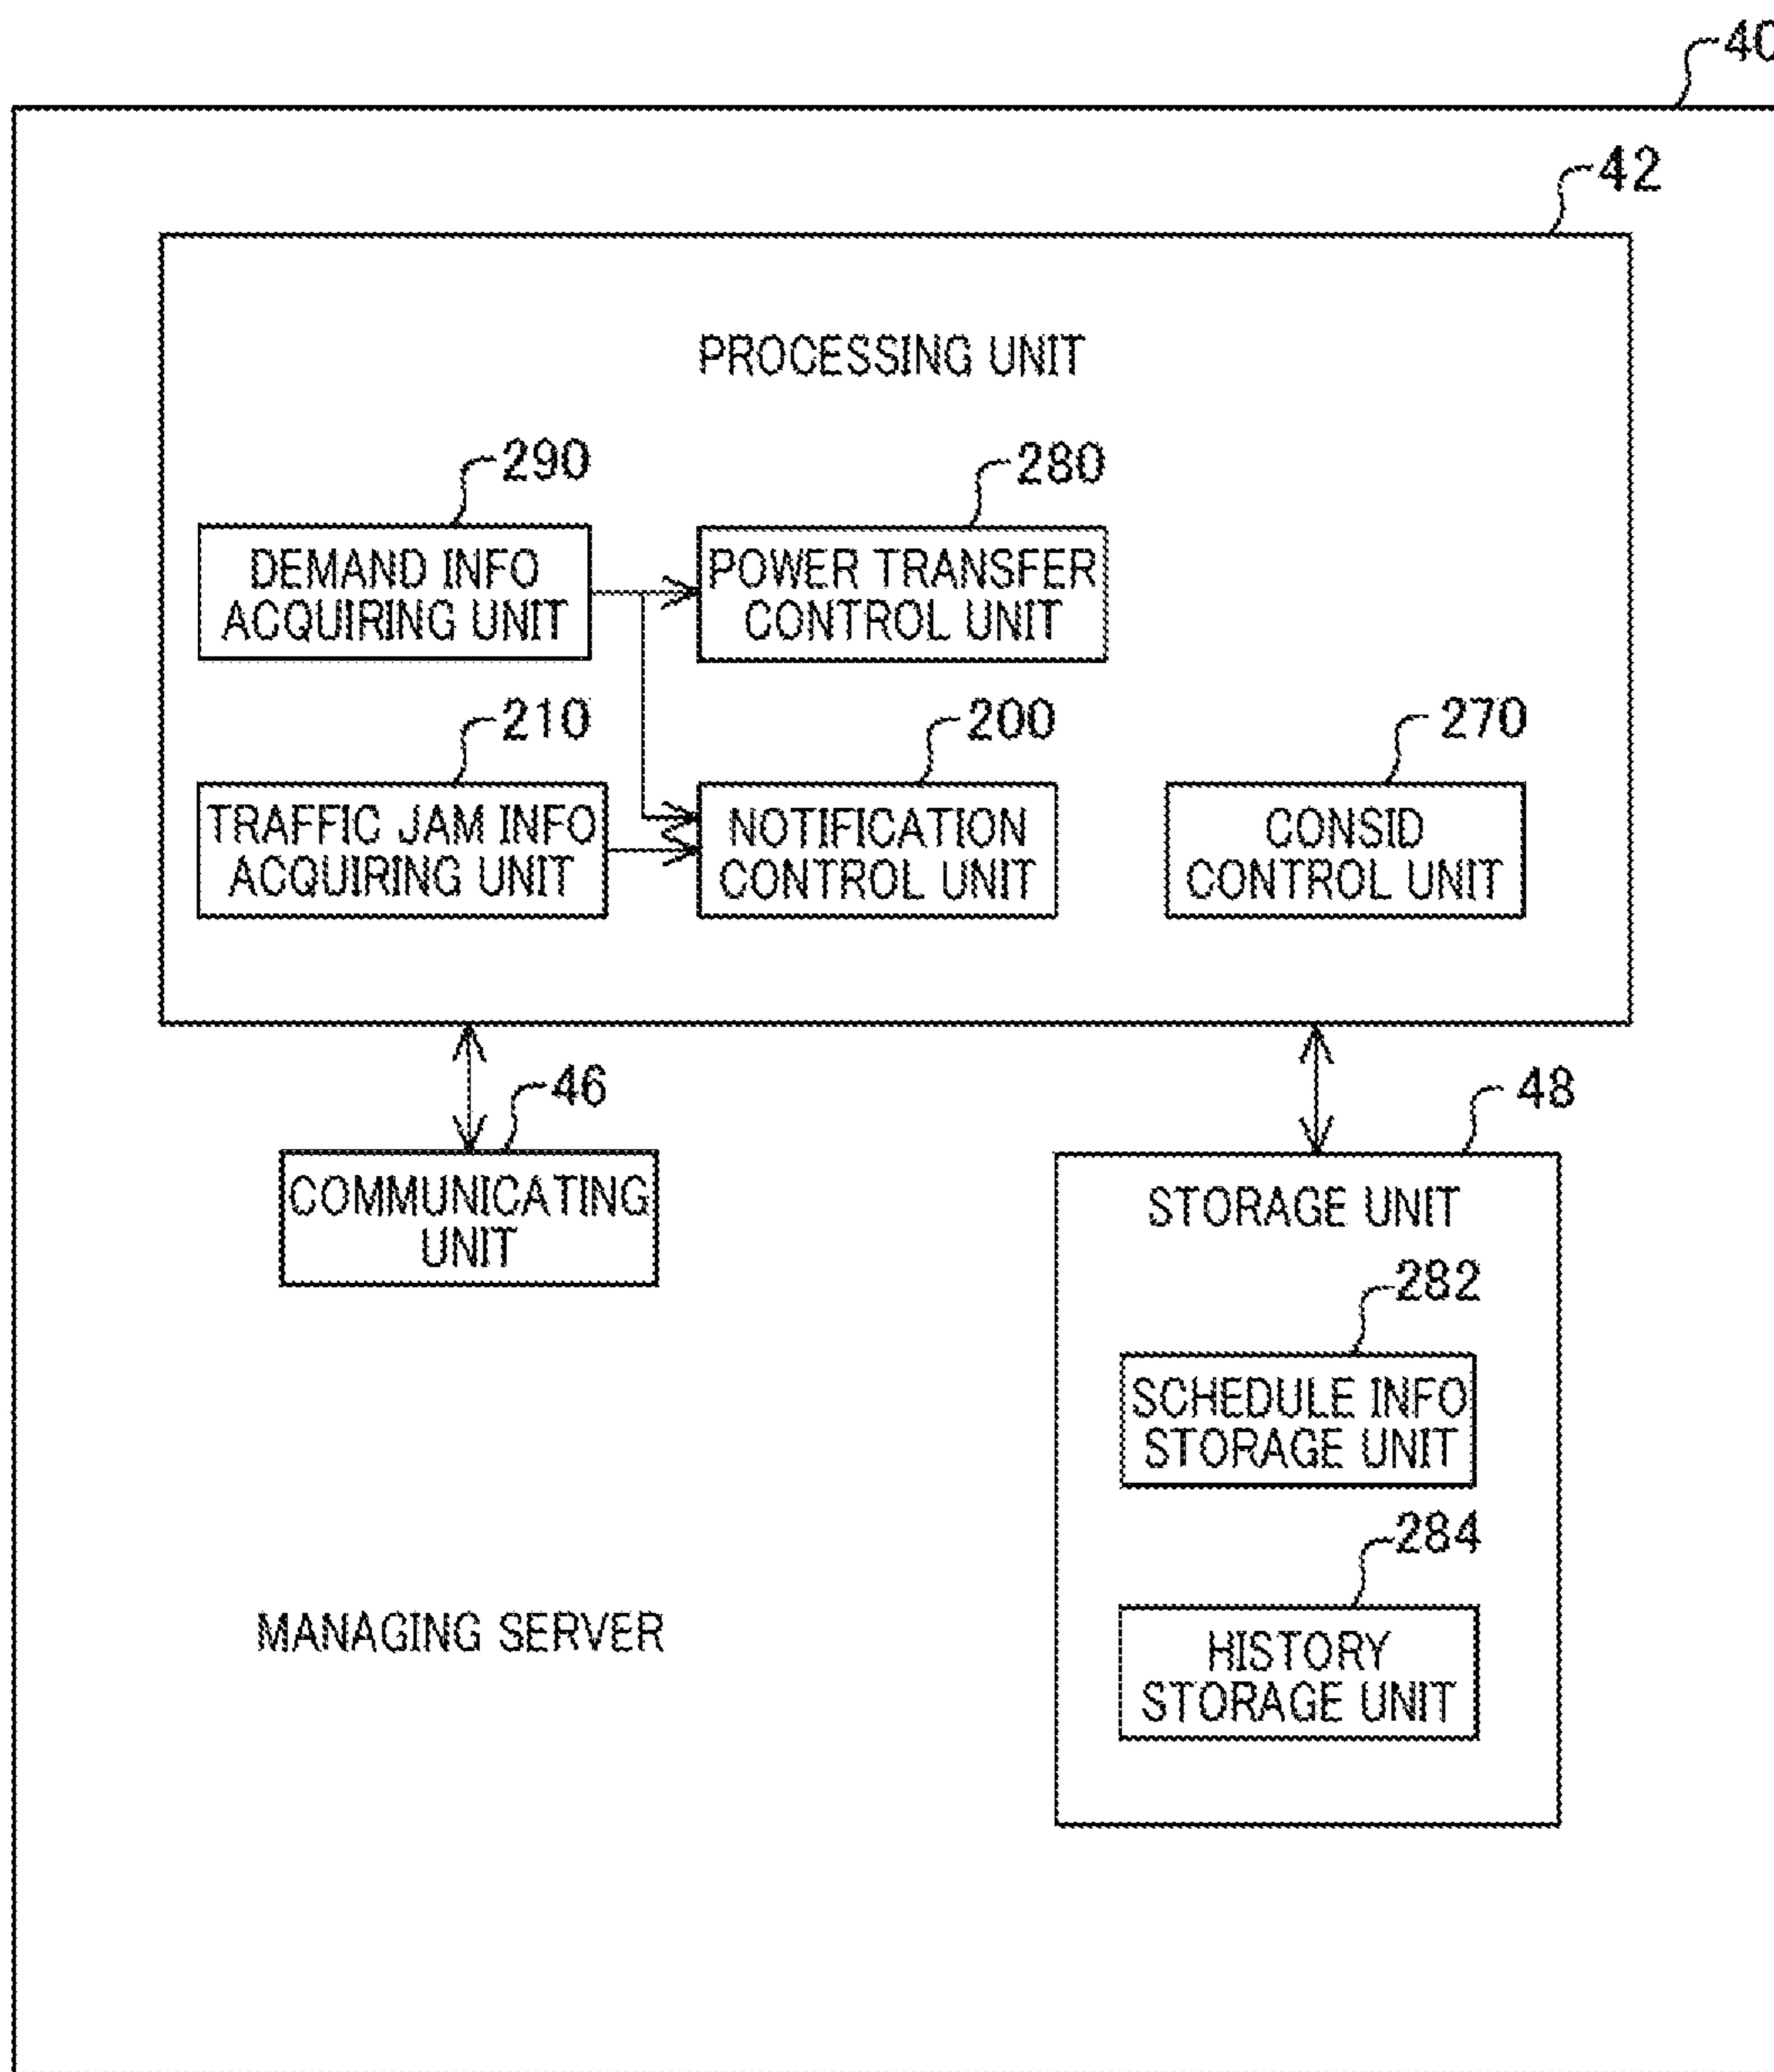 40
42
PROCESSING UNIT
290
280
DEMAND INFO
ACQUIRING UNIT
POWER TRANSFER
CONTROL UNIT
210
200
270
TRAFFIC JAM INFO
ACQUIRING UNIT
NOTIFICATION
CONTROL UNIT
CONSID
CONTROL UNIT
46
48
COMMUNICATING
UNIT
STORAGE UNIT
282
SCHEDULE INFO
STORAGE UNIT
284
HISTORY
STORAGE UNIT
MANAGING SERVER